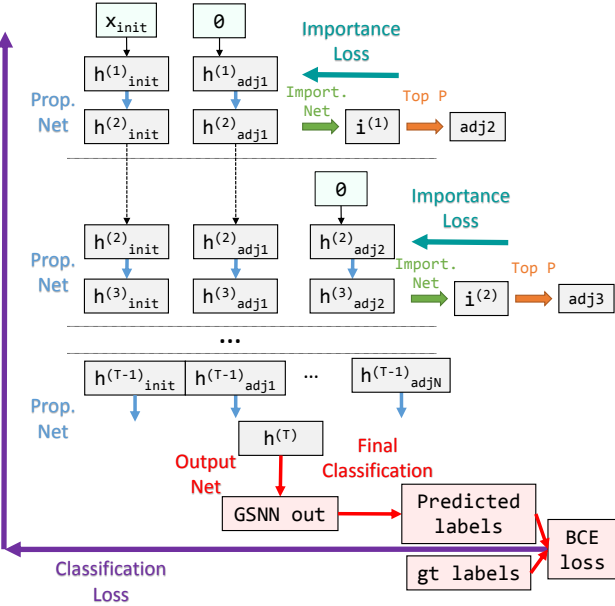 x_init 0
Importance
Loss
h^(1)_init h^(1)_adj1
Prop.
Net
Import.
Net
Top P
h^(2)_init h^(2)_adj1 i^(1) adj2
0
Importance
Loss
h^(2)_init h^(2)_adj1 h^(2)_adj2
Prop.
Net
Import.
Net
Top P
h^(3)_init h^(3)_adj1 h^(3)_adj2 i^(2) adj3
...
h^(T-1)_init h^(T-1)_adj1 ... h^(T-1)_adjN
Prop.
Net
h^(T)
Output
Net
Final
Classification
GSNN out
Predicted
labels
BCE
loss
gt labels
Classification
Loss